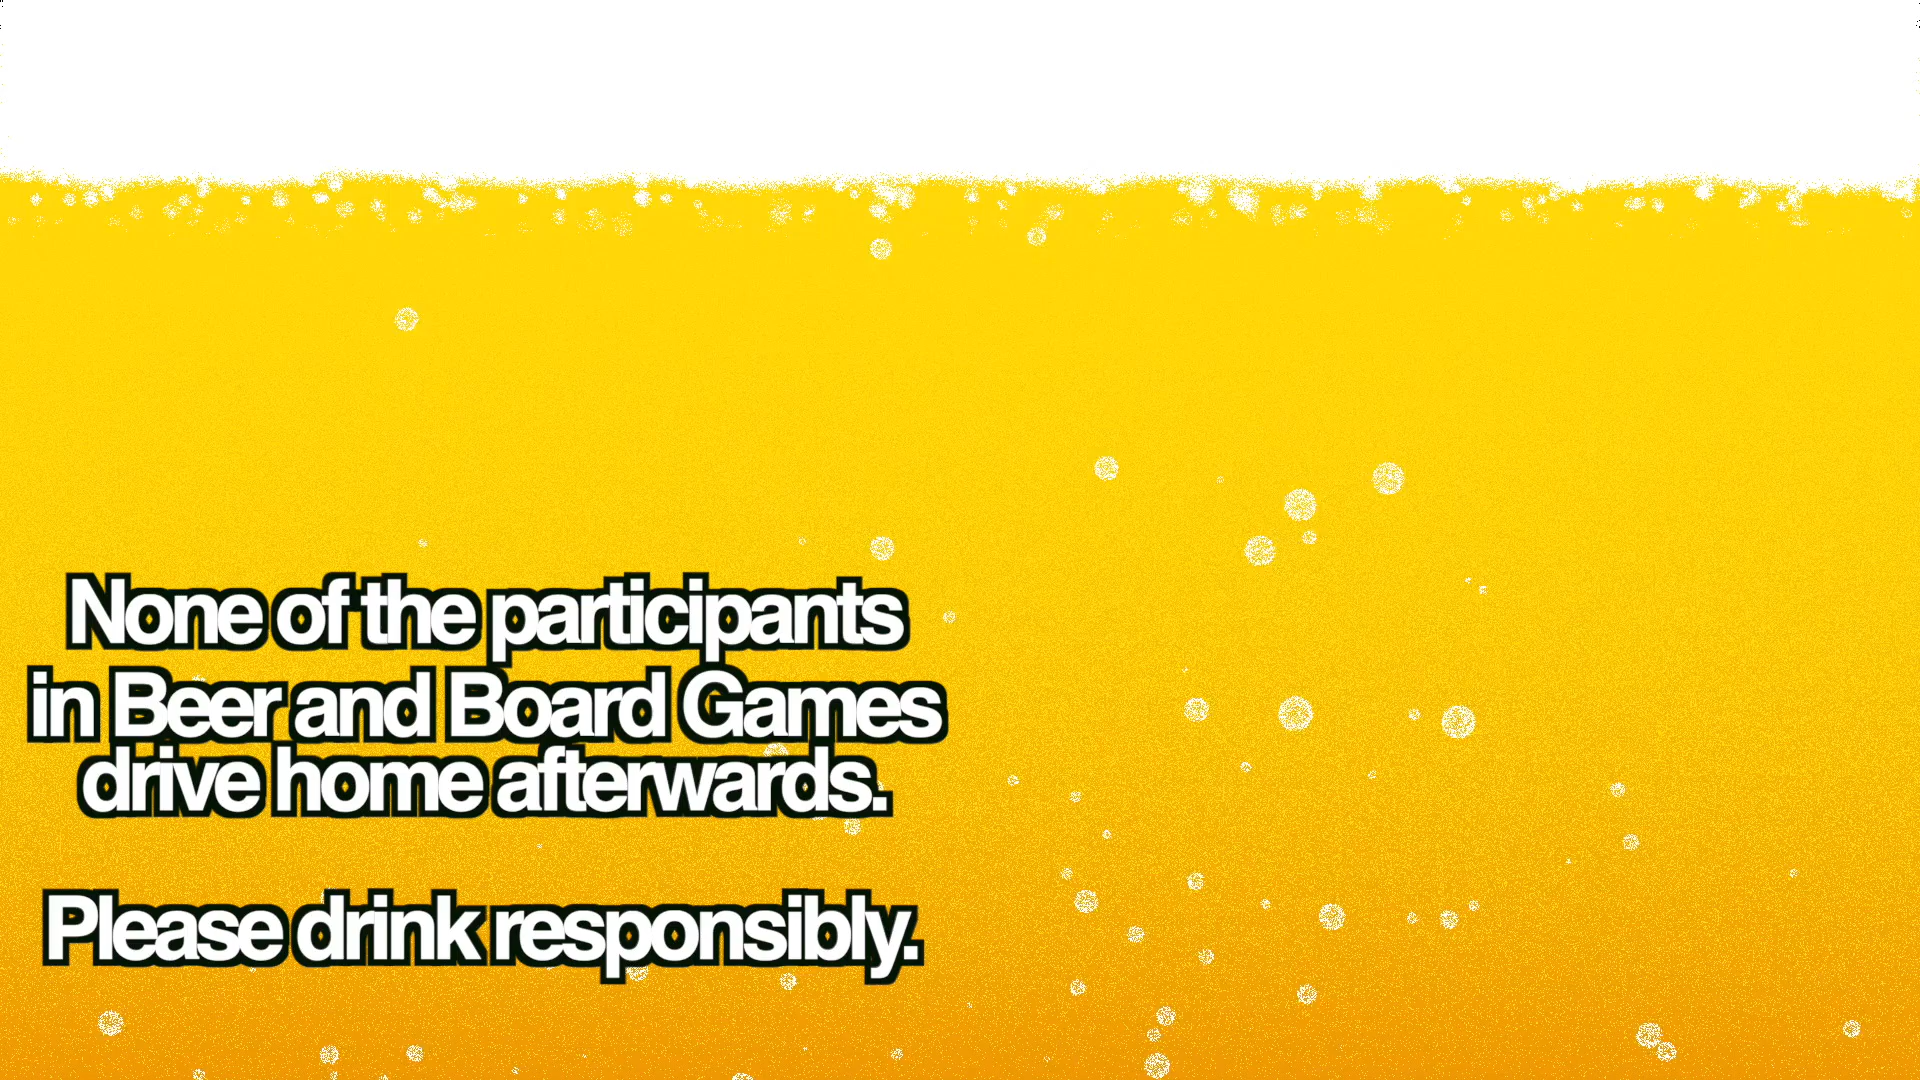 None of the participants
in Beer and Board Games
drive home afterwards.
Please drink responsibly.